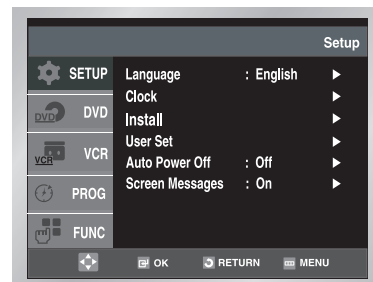 Setup
SETUP
DVD
DVD
VCR
VCR
PROG
FUNC
Language : English ►
Clock ►
Install ►
User Set ►
Auto Power Off : Off ►
Screen Messages : On ►
OK RETURN MENU